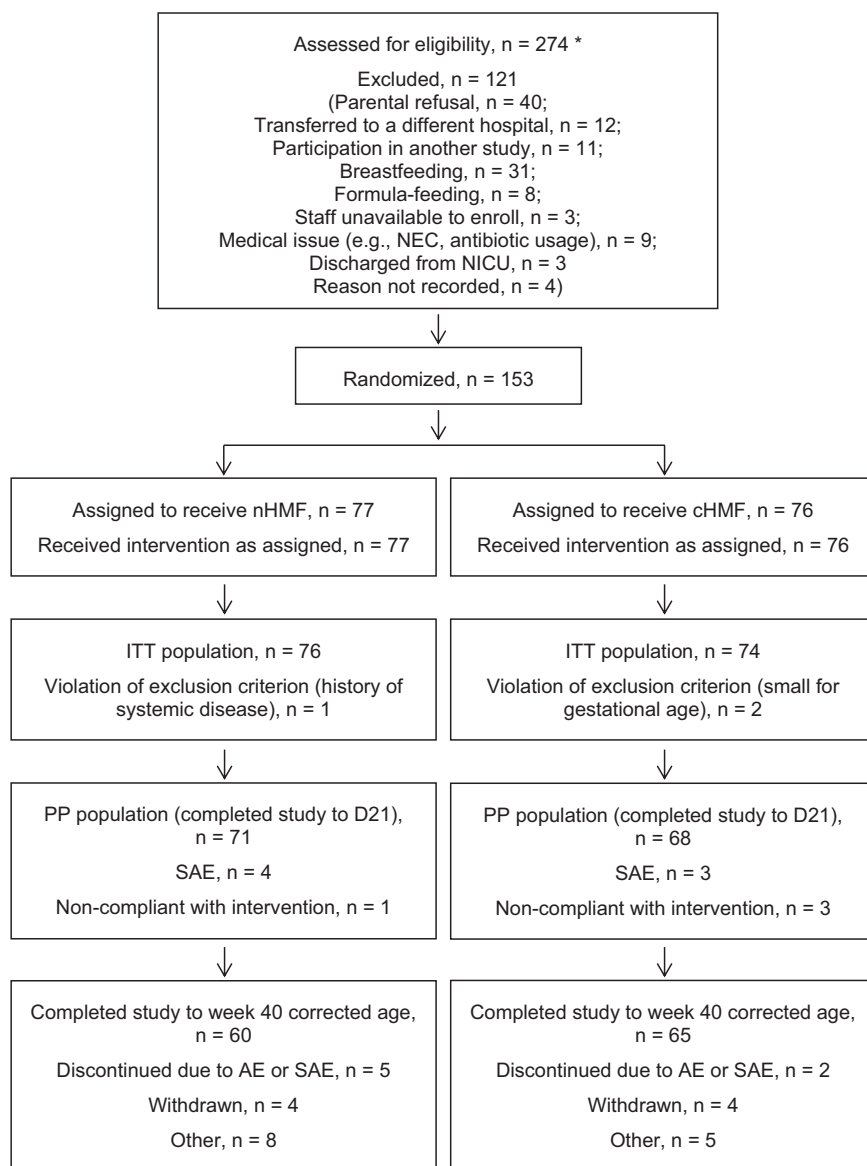 Assessed for eligibility, n = 274 *
Excluded, n = 121
(Parental refusal, n = 40;
Transferred to a different hospital, n = 12;
Participation in another study, n = 11;
Breastfeeding, n = 31;
Formula-feeding, n = 8;
Staff unavailable to enroll, n = 3;
Medical issue (e.g., NEC, antibiotic usage), n = 9;
Discharged from NICU, n = 3
Reason not recorded, n = 4)
Randomized, n = 153
Assigned to receive nHMF, n = 77
Received intervention as assigned, n = 77
Assigned to receive cHMF, n = 76
Received intervention as assigned, n = 76
ITT population, n = 76
Violation of exclusion criterion (history of
systemic disease), n = 1
ITT population, n = 74
Violation of exclusion criterion (small for
gestational age), n = 2
PP population (completed study to D21),
n = 71
SAE, n = 4
Non-compliant with intervention, n = 1
PP population (completed study to D21),
n = 68
SAE, n = 3
Non-compliant with intervention, n = 3
Completed study to week 40 corrected age,
n = 60
Discontinued due to AE or SAE, n = 5
Withdrawn, n = 4
Other, n = 8
Completed study to week 40 corrected age,
n = 65
Discontinued due to AE or SAE, n = 2
Withdrawn, n = 4
Other, n = 5